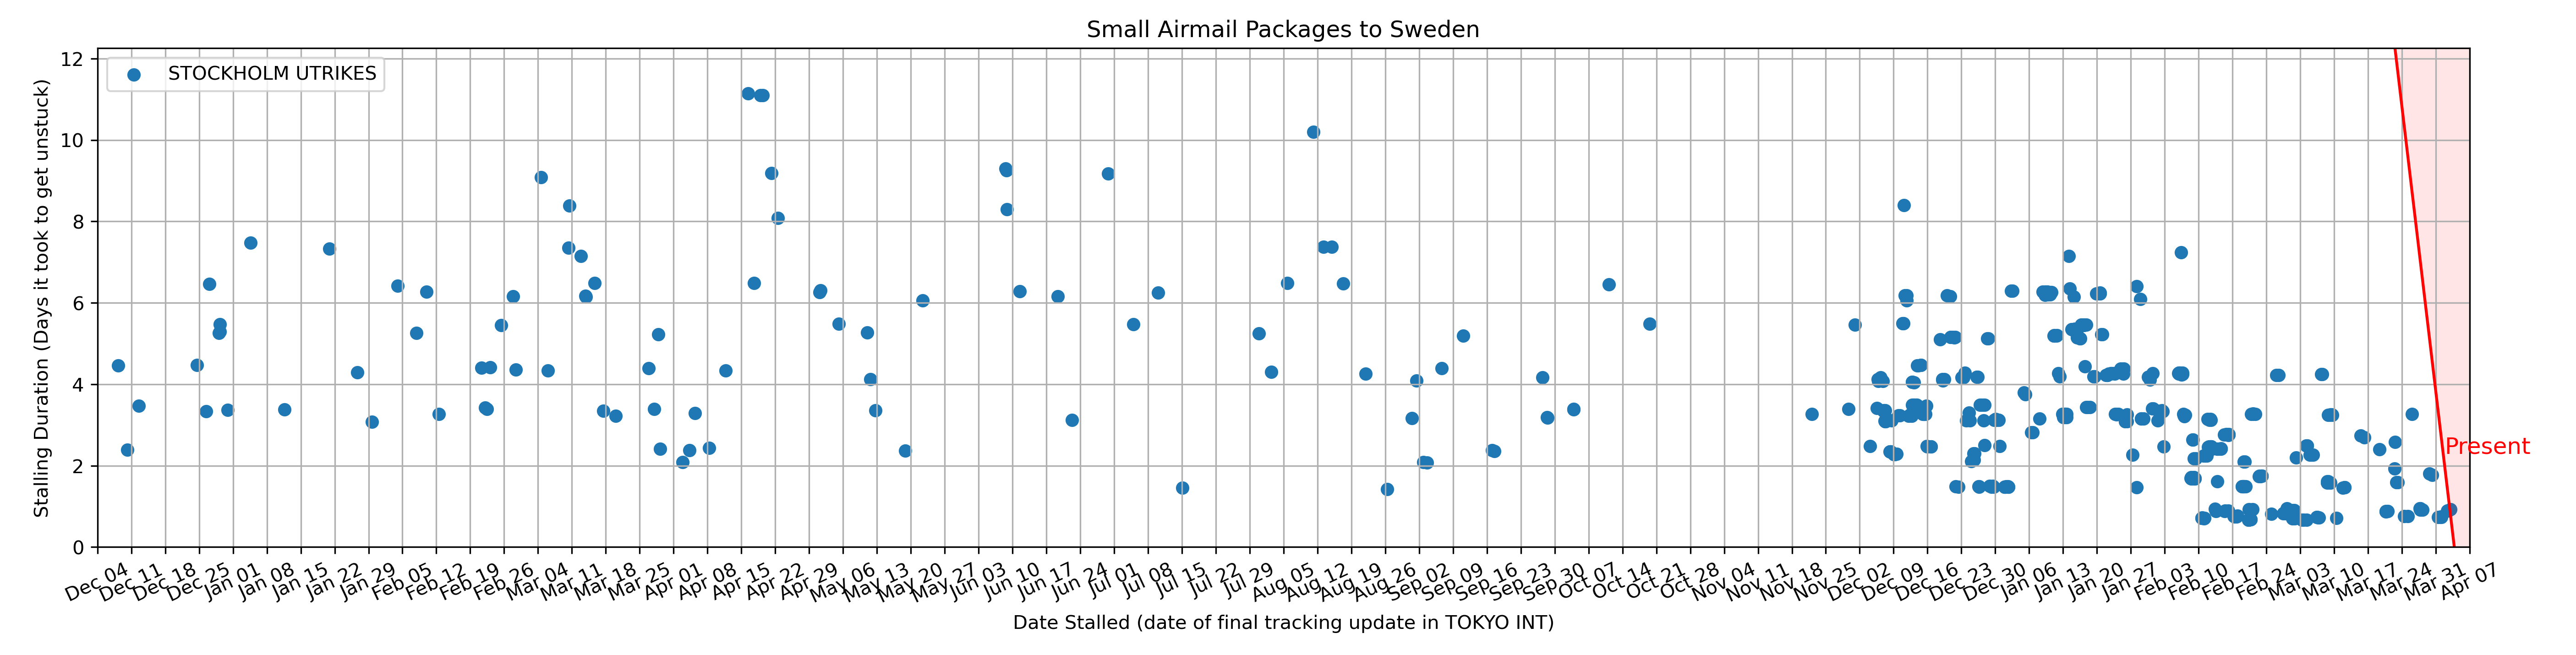 Small Airmail Packages to Sweden
STOCKHOLM UTRIKES
Stalling Duration (Days it took to get unstuck)
12
10
8
6
4
2
0
Present
Dec 04 Dec 11 Dec 18 Dec 25 Jan 01 Jan 08 Jan 15 Jan 22 Jan 29 Feb 05 Feb 12 Feb 19 Feb 26 Mar 04 Mar 11 Mar 18 Mar 25 Apr 01 Apr 08 Apr 15 Apr 22 Apr 29 May 06 May 13 May 20 May 27 Jun 03 Jun 10 Jun 17 Jun 24 Jul 01 Jul 08 Jul 15 Jul 22 Jul 29 Aug 05 Aug 12 Aug 19 Aug 26 Sep 02 Sep 09 Sep 16 Sep 23 Sep 30 Oct 07 Oct 14 Oct 21 Oct 28 Nov 04 Nov 11 Nov 18 Nov 25 Dec 02 Dec 09 Dec 16 Dec 23 Dec 30 Jan 06 Jan 13 Jan 20 Jan 27 Feb 03 Feb 10 Feb 17 Feb 24 Mar 03 Mar 10 Mar 17 Mar 24 Mar 31 Apr 07
Date Stalled (date of final tracking update in TOKYO INT)